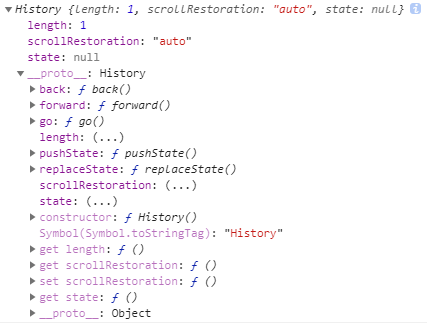 History {length: 1, scrollRestoration: "auto", state: null}
length: 1
scrollRestoration: "auto"
state: null
__proto__: History
back: ƒ back()
forward: ƒ forward()
go: ƒ go()
length: (...)
pushState: ƒ pushState()
replaceState: ƒ replaceState()
scrollRestoration: (...)
state: (...)
constructor: ƒ History()
Symbol(Symbol.toStringTag): "History"
get length: ƒ ()
get scrollRestoration: ƒ ()
set scrollRestoration: ƒ ()
get state: ƒ ()
__proto__: Object